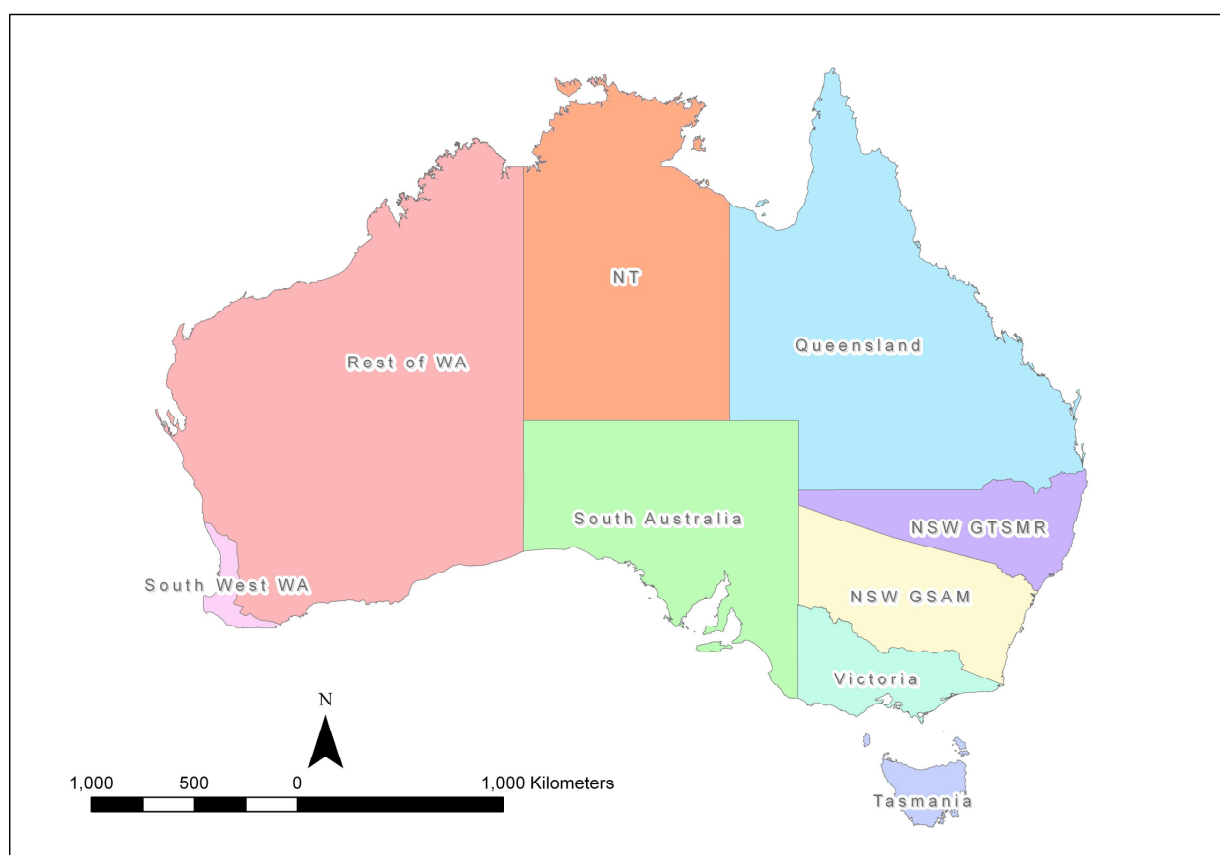 NT
Queensland
Rest of WA
South Australia
NSW GTSMR
South West WA
NSW GSAM
Victoria
N
1,000 500 0 1,000 Kilometers
Tasmania